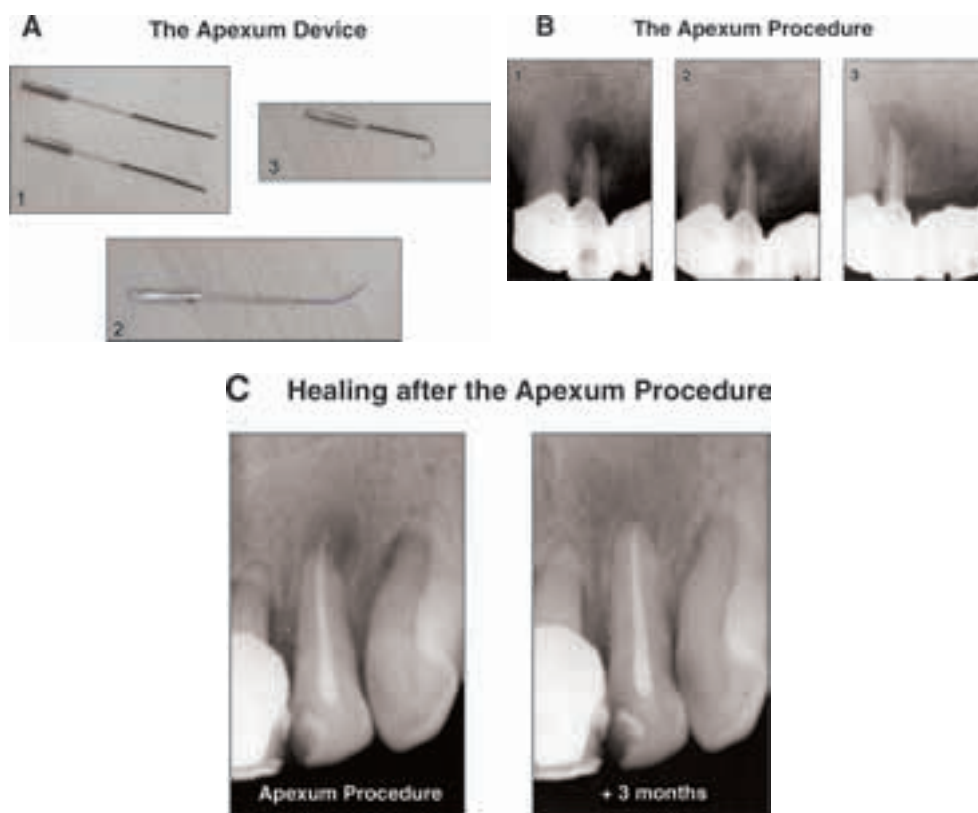 A The Apexum Device
1
3
2
B The Apexum Procedure
1 2 3
C Healing after the Apexum Procedure
Apexum Procedure
+ 3 months